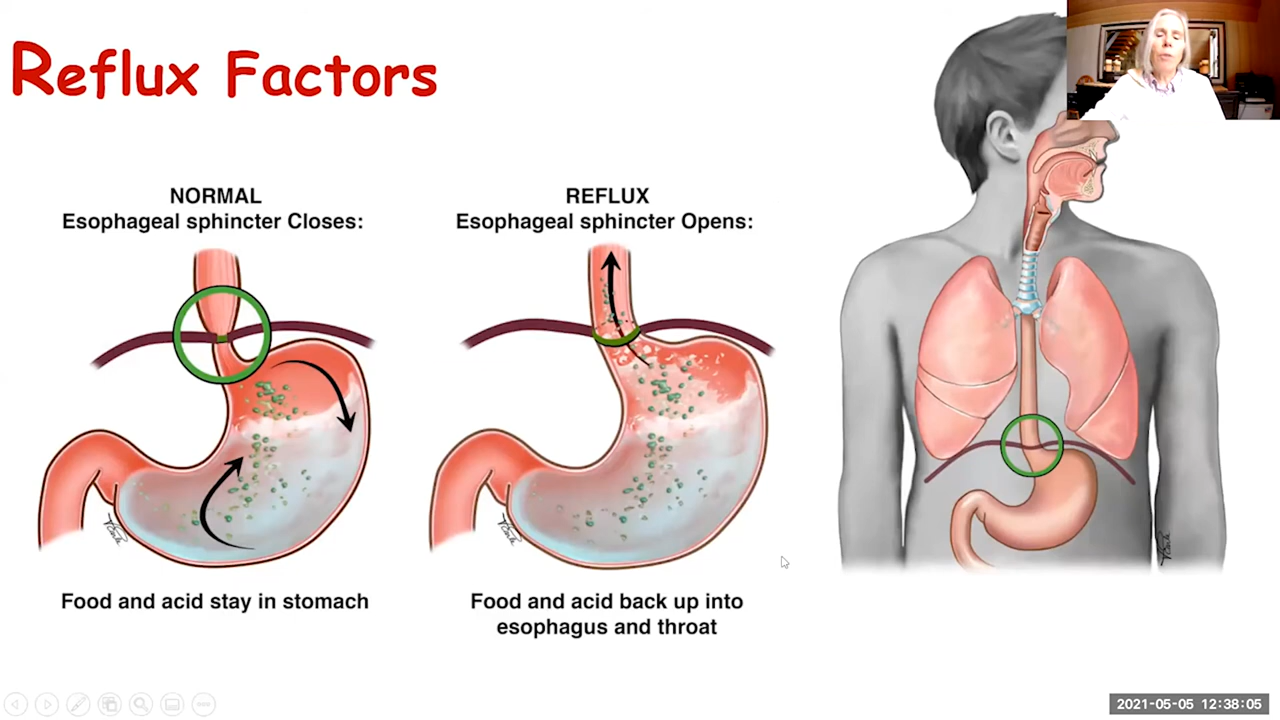 Reflux Factors
NORMAL
Esophageal sphincter Closes:
Food and acid stay in stomach
REFLUX
Esophageal sphincter Opens:
Food and acid back up into
esophagus and throat
2021-05-05 12:38:05